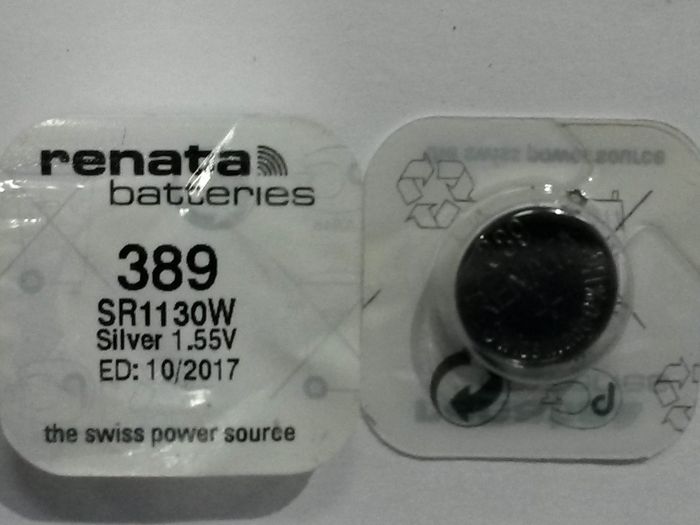 renata
batteries
389
SR1130W
Silver 1.55V
ED: 10/2017
the swiss power source